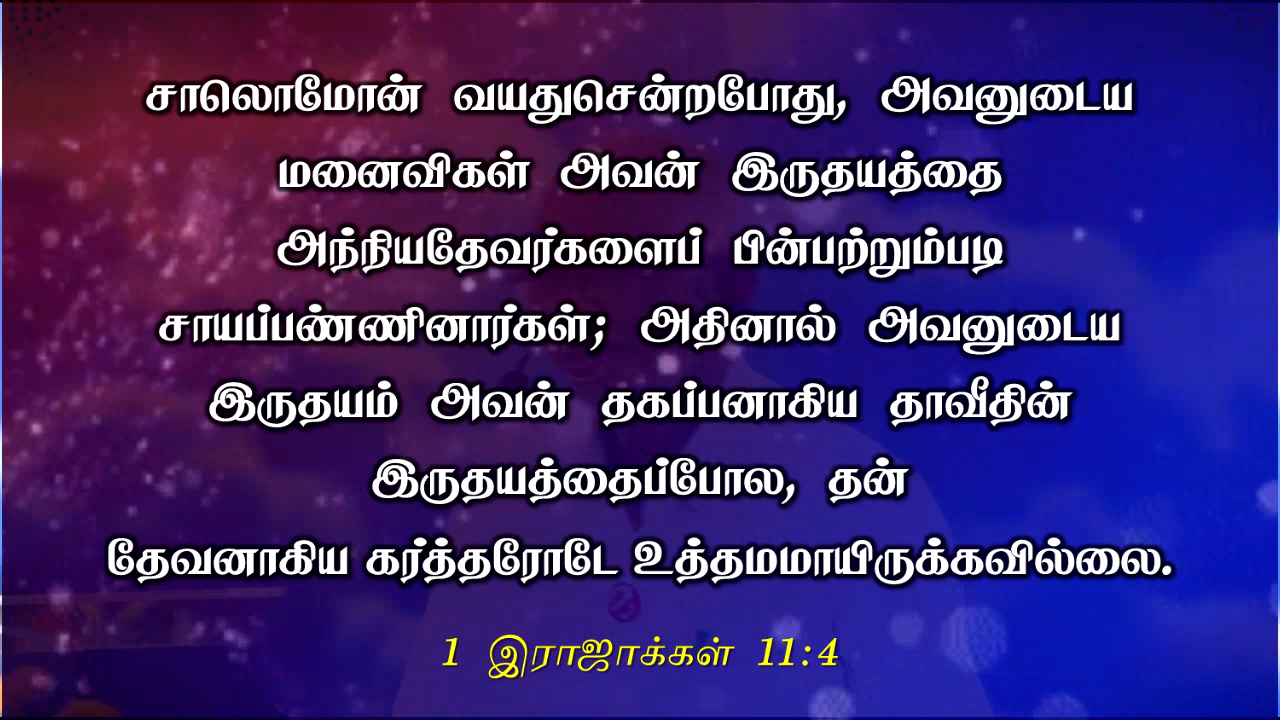 சாலொமோன் வயதுசென்றபோது, அவனுடைய
மனைவிகள் அவன் இருதயத்தை
அந்நியதேவர்களைப் பின்பற்றும்படி
சாயப்பண்ணினார்கள்; அதினால் அவனுடைய
இருதயம் அவன் தகப்பனாகிய தாவீதின்
இருதயத்தைப்போல, தன்
தேவனாகிய கர்த்தரோடே உத்தமமாயிருக்கவில்லை.
1 இராஜாக்கள் 11:4